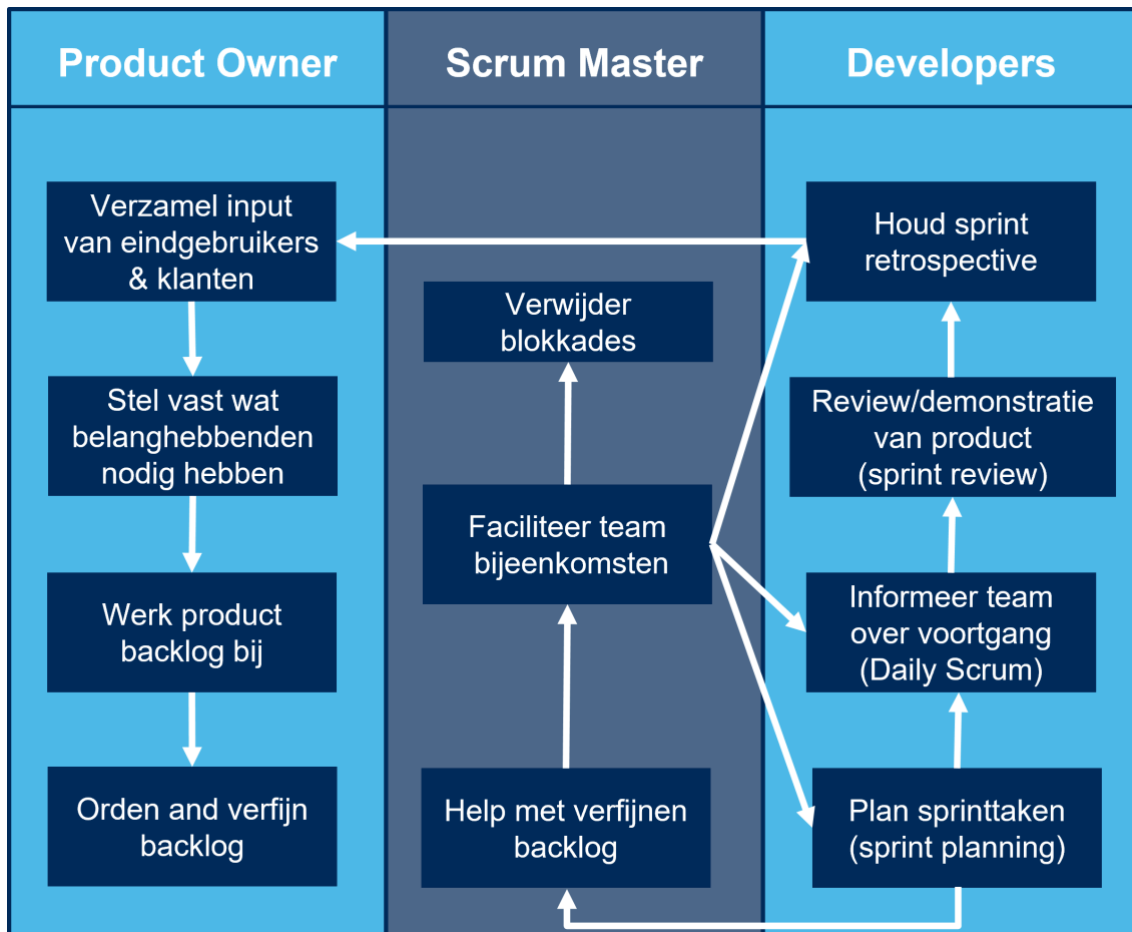 Product Owner
Scrum Master
Developers
Verzamel input
van eindgebruikers
& klanten
Stel vast wat
belanghebbenden
nodig hebben
Werk product
backlog bij
Orden and verfijn
backlog
Verwijder
blokkades
Faciliteer team
bijeenkomsten
Help met verfijnen
backlog
Houd sprint
retrospective
Review/demonstratie
van product
(sprint review)
Informeer team
over voortgang
(Daily Scrum)
Plan sprinttaken
(sprint planning)